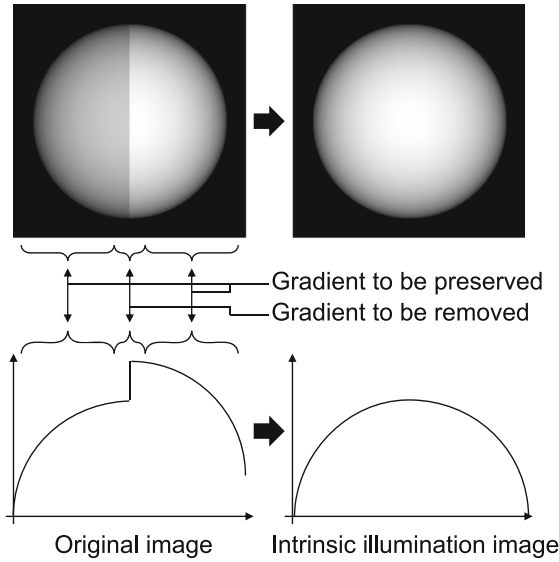 Gradient to be preserved
Gradient to be removed
Original image
Intrinsic illumination image